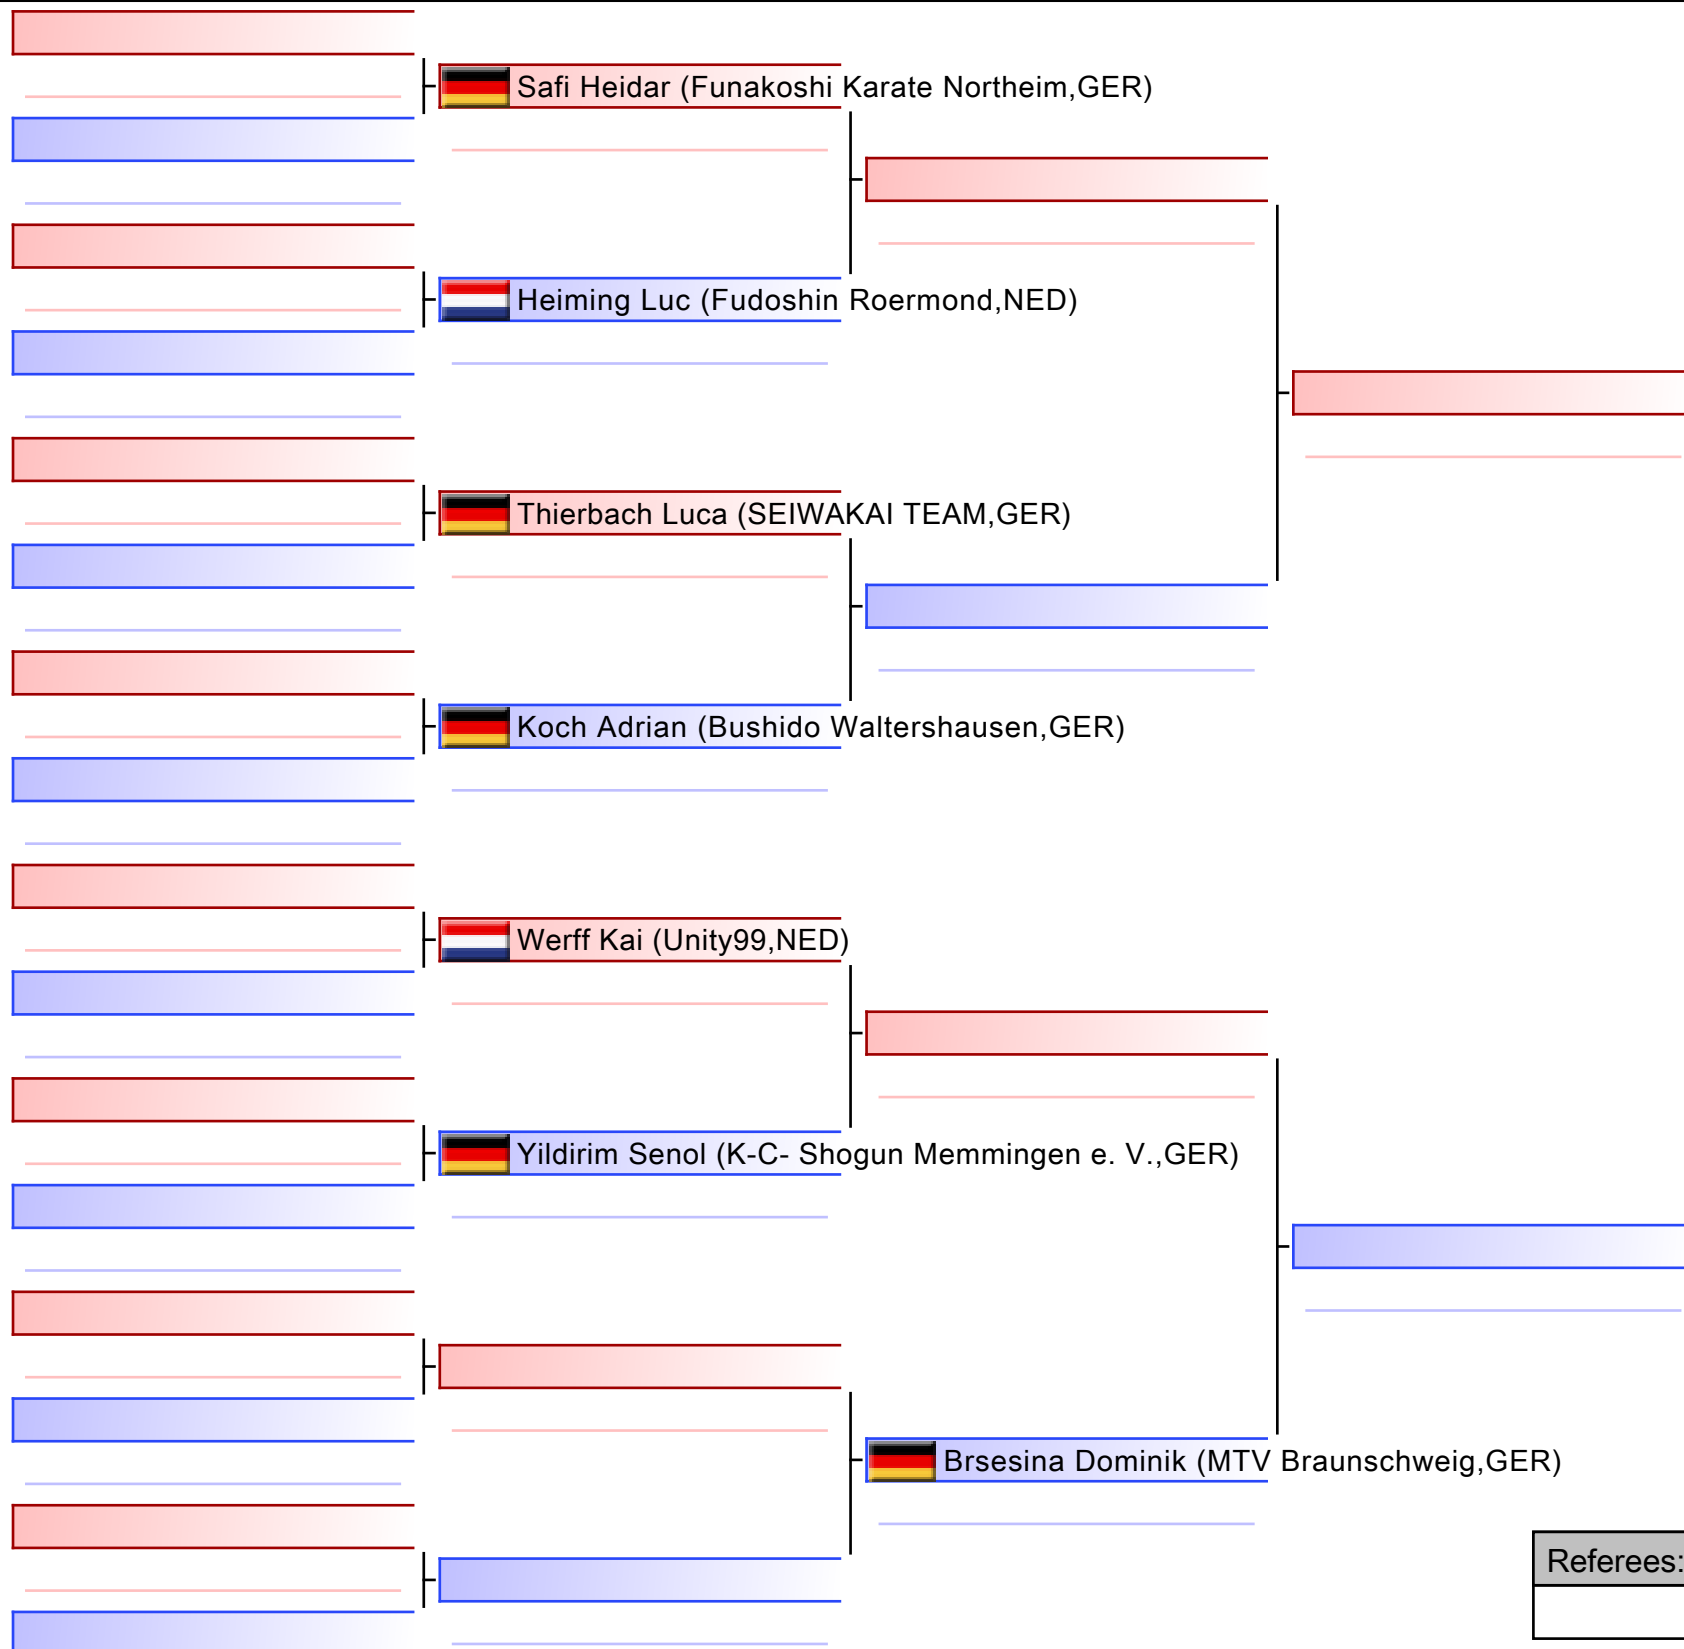 Safi Heidar (Funakoshi Karate Northeim,GER)
Heiming Luc (Fudoshin Roermond,NED)
Thierbach Luca (SEIWAKAI TEAM,GER)
Koch Adrian (Bushido Waltershausen,GER)
Werff Kai (Unity99,NED)
Yildirim Senol (K-C- Shogun Memmingen e. V.,GER)
Brsesina Dominik (MTV Braunschweig,GER)
Referees: